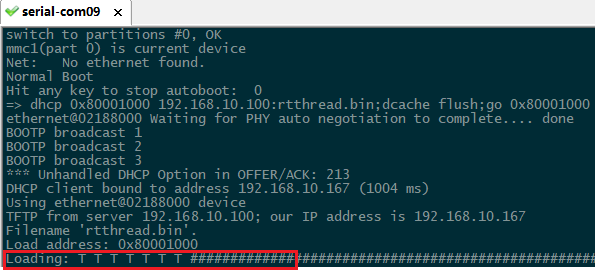 serial-com09 x
switch to partitions #0, OK
mmc1(part 0) is current device
Net:   No ethernet found.
Normal Boot
Hit any key to stop autoboot:  0
=> dhcp 0x80001000 192.168.10.100:rtthread.bin;dcache flush;go 0x80001000
ethernet@02188000 Waiting for PHY auto negotiation to complete.... done
BOOTP broadcast 1
BOOTP broadcast 2
BOOTP broadcast 3
*** Unhandled DHCP Option in OFFER/ACK: 213
DHCP client bound to address 192.168.10.167 (1004 ms)
Using ethernet@02188000 device
TFTP from server 192.168.10.100; our IP address is 192.168.10.167
Filename 'rtthread.bin'.
Load address: 0x80001000
Loading: T T T T T T T ##################################################